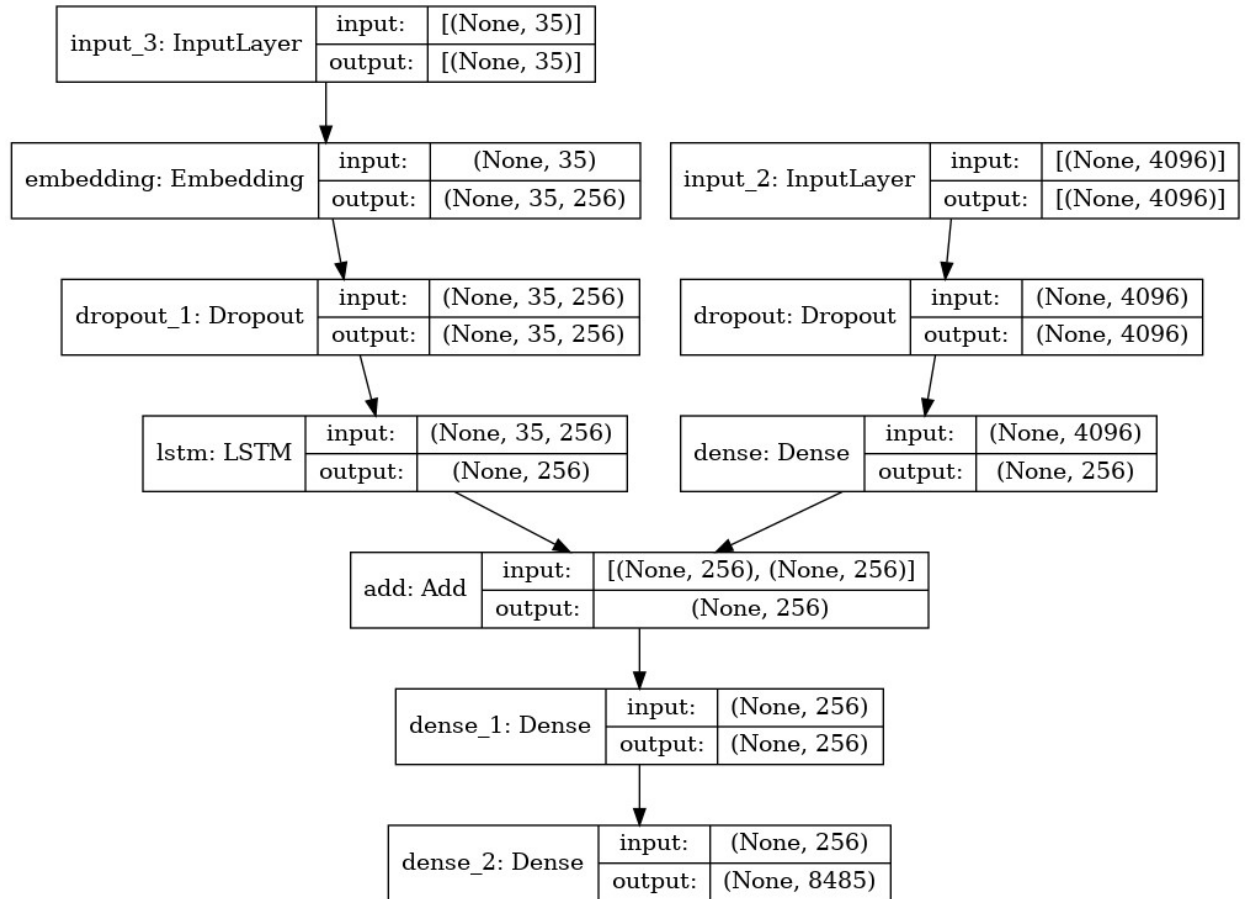 input_3: InputLayer
input: [(None, 35)]
output: [(None, 35)]
embedding: Embedding
input: (None, 35)
output: (None, 35, 256)
input_2: InputLayer
input: [(None, 4096)]
output: [(None, 4096)]
dropout_1: Dropout
input: (None, 35, 256)
output: (None, 35, 256)
dropout: Dropout
input: (None, 4096)
output: (None, 4096)
lstm: LSTM
input: (None, 35, 256)
output: (None, 256)
dense: Dense
input: (None, 4096)
output: (None, 256)
add: Add
input: [(None, 256), (None, 256)]
output: (None, 256)
dense_1: Dense
input: (None, 256)
output: (None, 256)
dense_2: Dense
input: (None, 256)
output: (None, 8485)